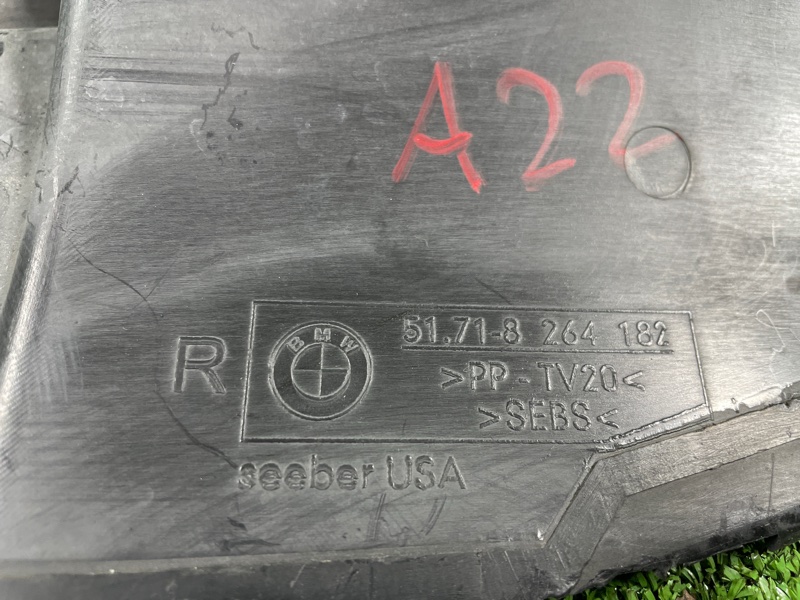 A22
BMW
51.71-8 264 182
R
>PP-TV20<
>SEBS<
seeber USA